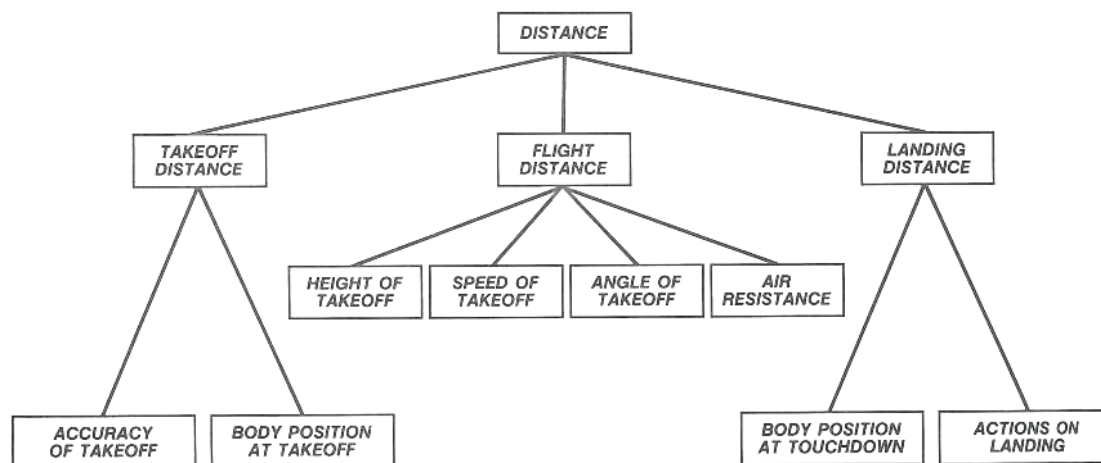 DISTANCE
TAKEOFF
DISTANCE
FLIGHT
DISTANCE
LANDING
DISTANCE
HEIGHT OF
TAKEOFF
SPEED OF
TAKEOFF
ANGLE OF
TAKEOFF
AIR
RESISTANCE
ACCURACY
OF TAKEOFF
BODY POSITION
AT TAKEOFF
BODY POSITION
AT TOUCHDOWN
ACTIONS ON
LANDING